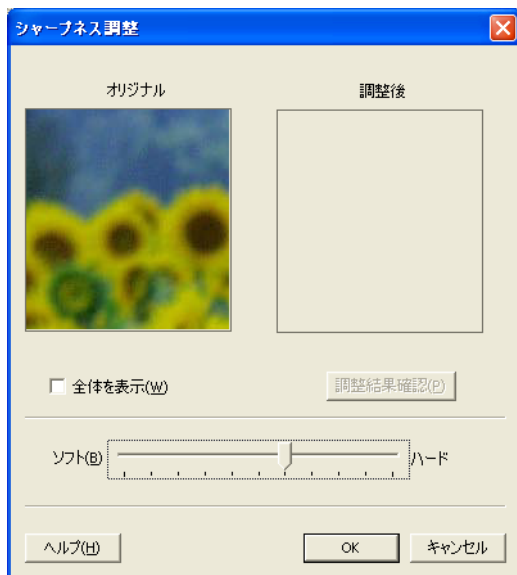 シャープネス調整
オリジナル
調整後
全体を表示(W)
調整結果確認(P)
ソフト(B)
ハード
ヘルプ(H)
OK
キャンセル